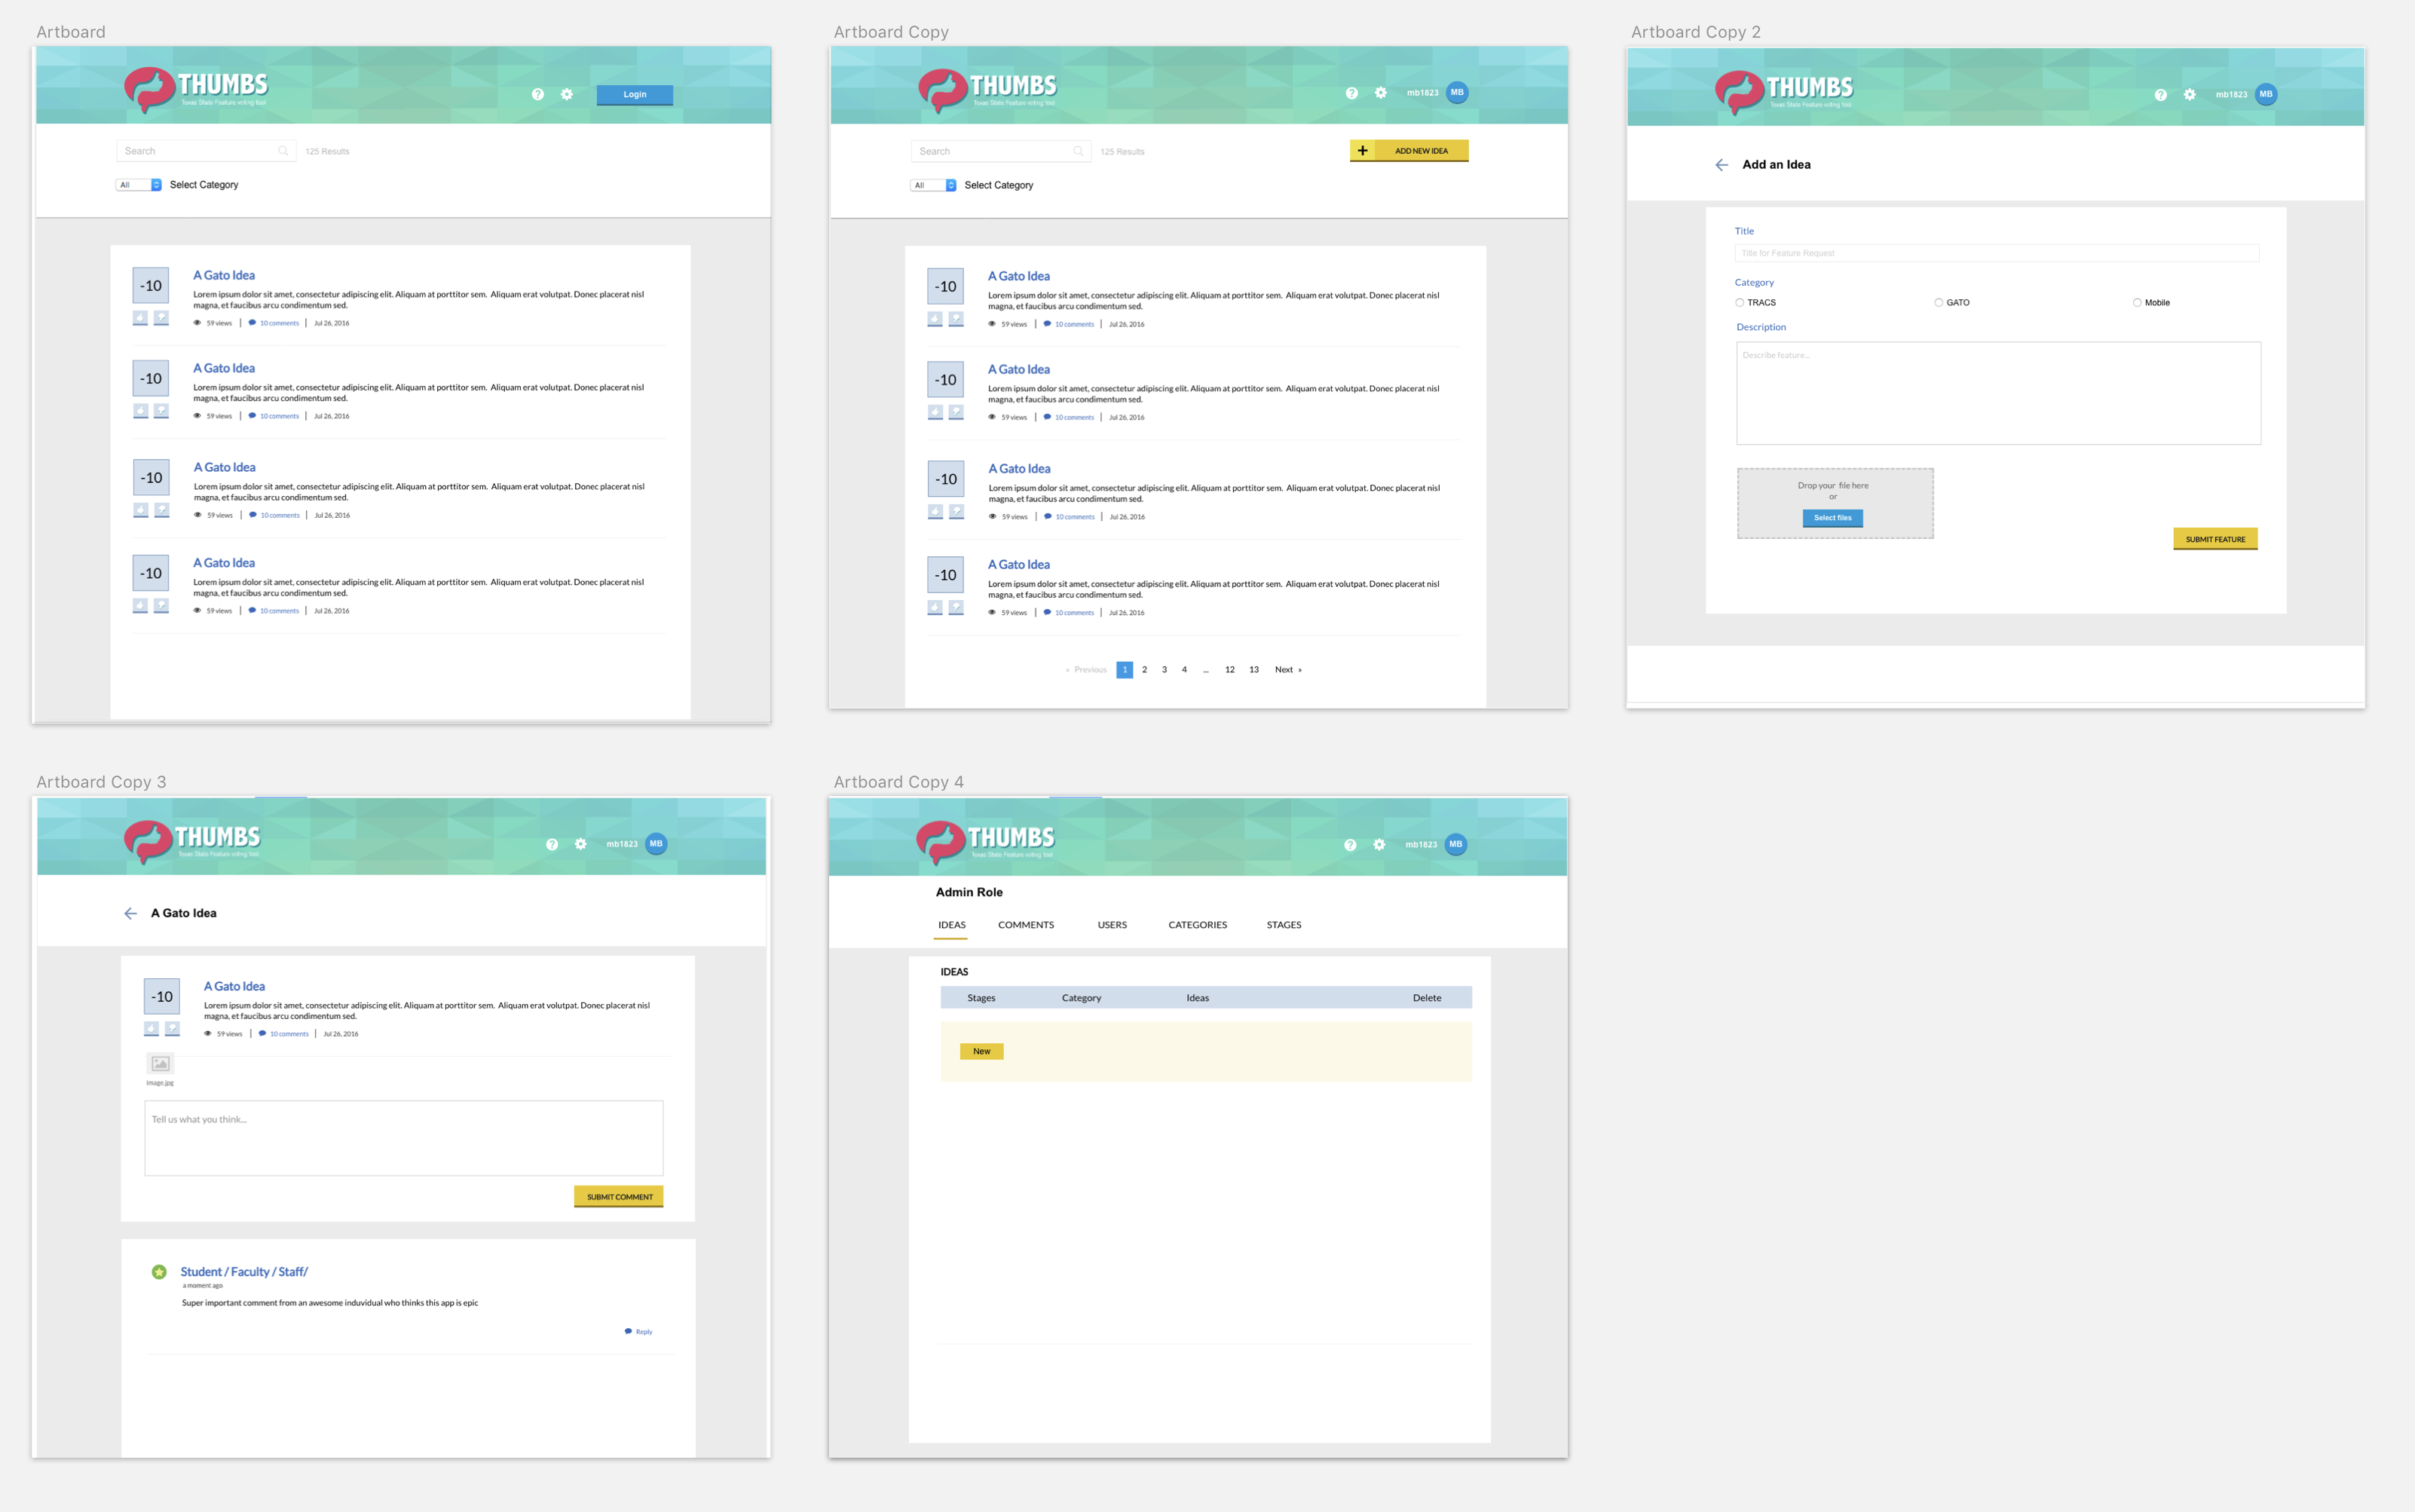 Artboard
THUMBS
Texas State Feature voting tool
? Login
Search
125 Results
All Select Category
-10
A Gato Idea
Lorem ipsum dolor sit amet, consectetur adipiscing elit. Aliquam at porttitor sem. Aliquam erat volutpat. Donec placerat nisl
magna, et faucibus arcu condimentum sed.
59 views | 10 comments | Jul 26, 2016
-10
A Gato Idea
Lorem ipsum dolor sit amet, consectetur adipiscing elit. Aliquam at porttitor sem. Aliquam erat volutpat. Donec placerat nisl
magna, et faucibus arcu condimentum sed.
59 views | 10 comments | Jul 26, 2016
-10
A Gato Idea
Lorem ipsum dolor sit amet, consectetur adipiscing elit. Aliquam at porttitor sem. Aliquam erat volutpat. Donec placerat nisl
magna, et faucibus arcu condimentum sed.
59 views | 10 comments | Jul 26, 2016
-10
A Gato Idea
Lorem ipsum dolor sit amet, consectetur adipiscing elit. Aliquam at porttitor sem. Aliquam erat volutpat. Donec placerat nisl
magna, et faucibus arcu condimentum sed.
59 views | 10 comments | Jul 26, 2016
Artboard Copy
THUMBS
Texas State Feature voting tool
? mb1823 MB
Search
125 Results
+ ADD NEW IDEA
All Select Category
-10
A Gato Idea
Lorem ipsum dolor sit amet, consectetur adipiscing elit. Aliquam at porttitor sem. Aliquam erat volutpat. Donec placerat nisl
magna, et faucibus arcu condimentum sed.
59 views | 10 comments | Jul 26, 2016
-10
A Gato Idea
Lorem ipsum dolor sit amet, consectetur adipiscing elit. Aliquam at porttitor sem. Aliquam erat volutpat. Donec placerat nisl
magna, et faucibus arcu condimentum sed.
59 views | 10 comments | Jul 26, 2016
-10
A Gato Idea
Lorem ipsum dolor sit amet, consectetur adipiscing elit. Aliquam at porttitor sem. Aliquam erat volutpat. Donec placerat nisl
magna, et faucibus arcu condimentum sed.
59 views | 10 comments | Jul 26, 2016
-10
A Gato Idea
Lorem ipsum dolor sit amet, consectetur adipiscing elit. Aliquam at porttitor sem. Aliquam erat volutpat. Donec placerat nisl
magna, et faucibus arcu condimentum sed.
59 views | 10 comments | Jul 26, 2016
« Previous 1 2 3 4 ... 12 13 Next »
Artboard Copy 2
THUMBS
Texas State Feature voting tool
? mb1823 MB
Add an Idea
Title
Title for Feature Request
Category
TRACS GATO Mobile
Description
Describe feature...
Drop your file here
or
Select files
SUBMIT FEATURE
Artboard Copy 3
THUMBS
Texas State Feature voting tool
? mb1823 MB
A Gato Idea
-10
A Gato Idea
Lorem ipsum dolor sit amet, consectetur adipiscing elit. Aliquam at porttitor sem. Aliquam erat volutpat. Donec placerat nisl
magna, et faucibus arcu condimentum sed.
59 views | 10 comments | Jul 26, 2016
image.jpg
Tell us what you think...
SUBMIT COMMENT
Student / Faculty / Staff/
a moment ago
Super important comment from an awesome induvidual who thinks this app is epic
Reply
Artboard Copy 4
THUMBS
Texas State Feature voting tool
? mb1823 MB
Admin Role
IDEAS COMMENTS USERS CATEGORIES STAGES
IDEAS
Stages Category Ideas Delete
New